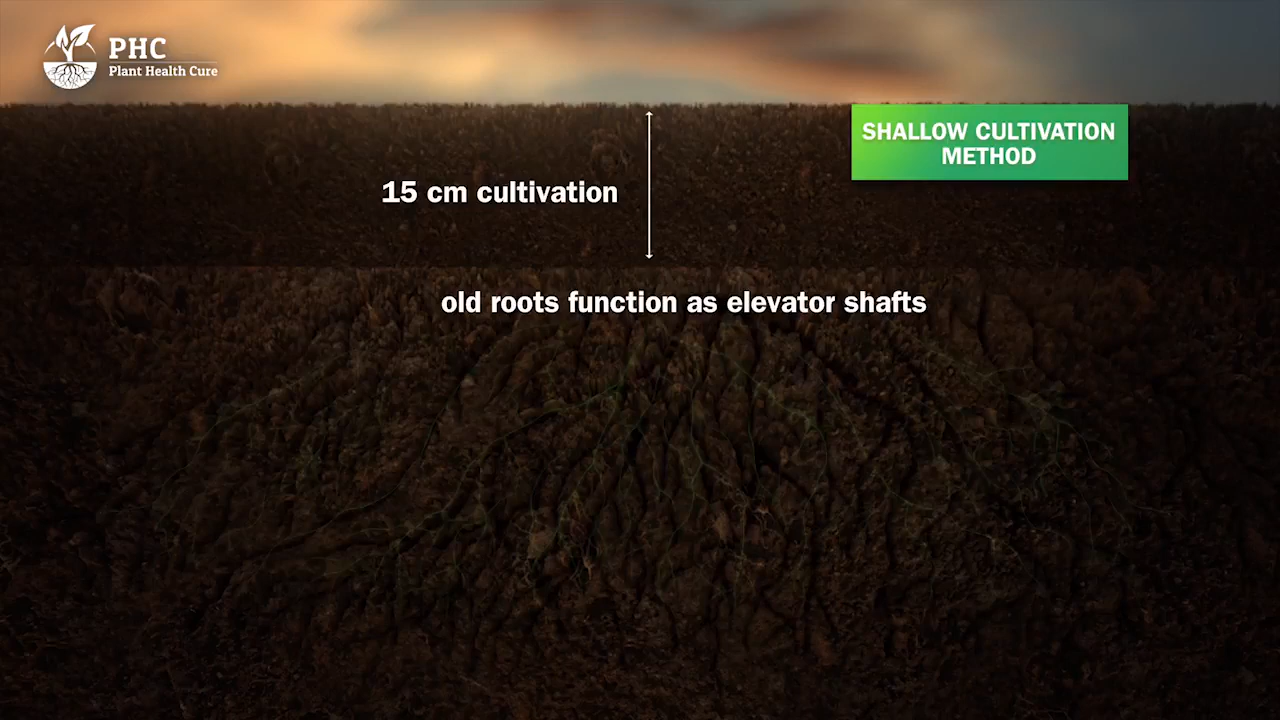 PHC
Plant Health Cure
SHALLOW CULTIVATION
METHOD
15 cm cultivation
old roots function as elevator shafts